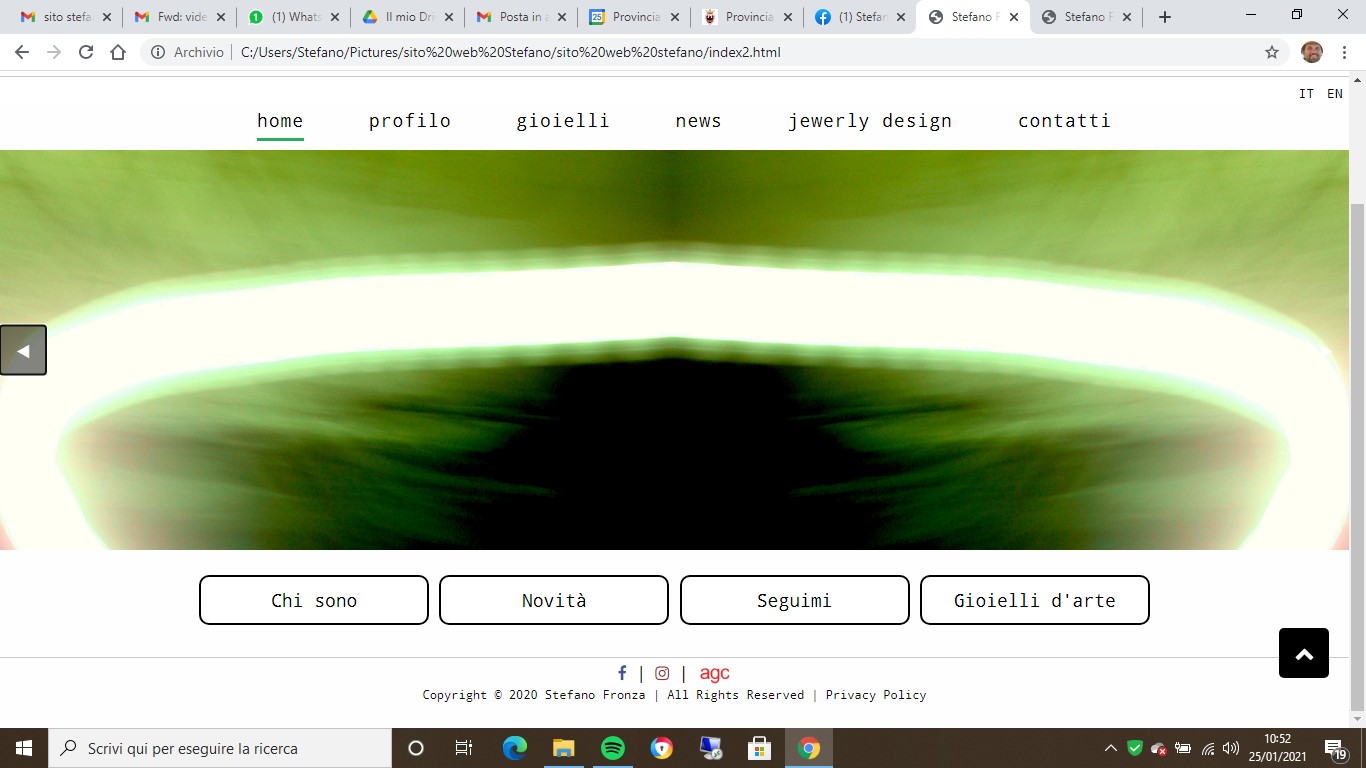 sito stefa
Fwd: vide
(1) Whats
Il mio Dri
Posta in a
25
Provincia
Provincia
(1) Stefan
Stefano F
Stefano F
Archivio
C:/Users/Stefano/Pictures/sito%20web%20Stefano/sito%20web%20stefano/index2.html
IT EN
home profilo gioielli news jewerly design contatti
Chi sono Novità Seguimi Gioielli d'arte
f | | agc
Copyright © 2020 Stefano Fronza | All Rights Reserved | Privacy Policy
Scrivi qui per eseguire la ricerca
10:52
25/01/2021
19